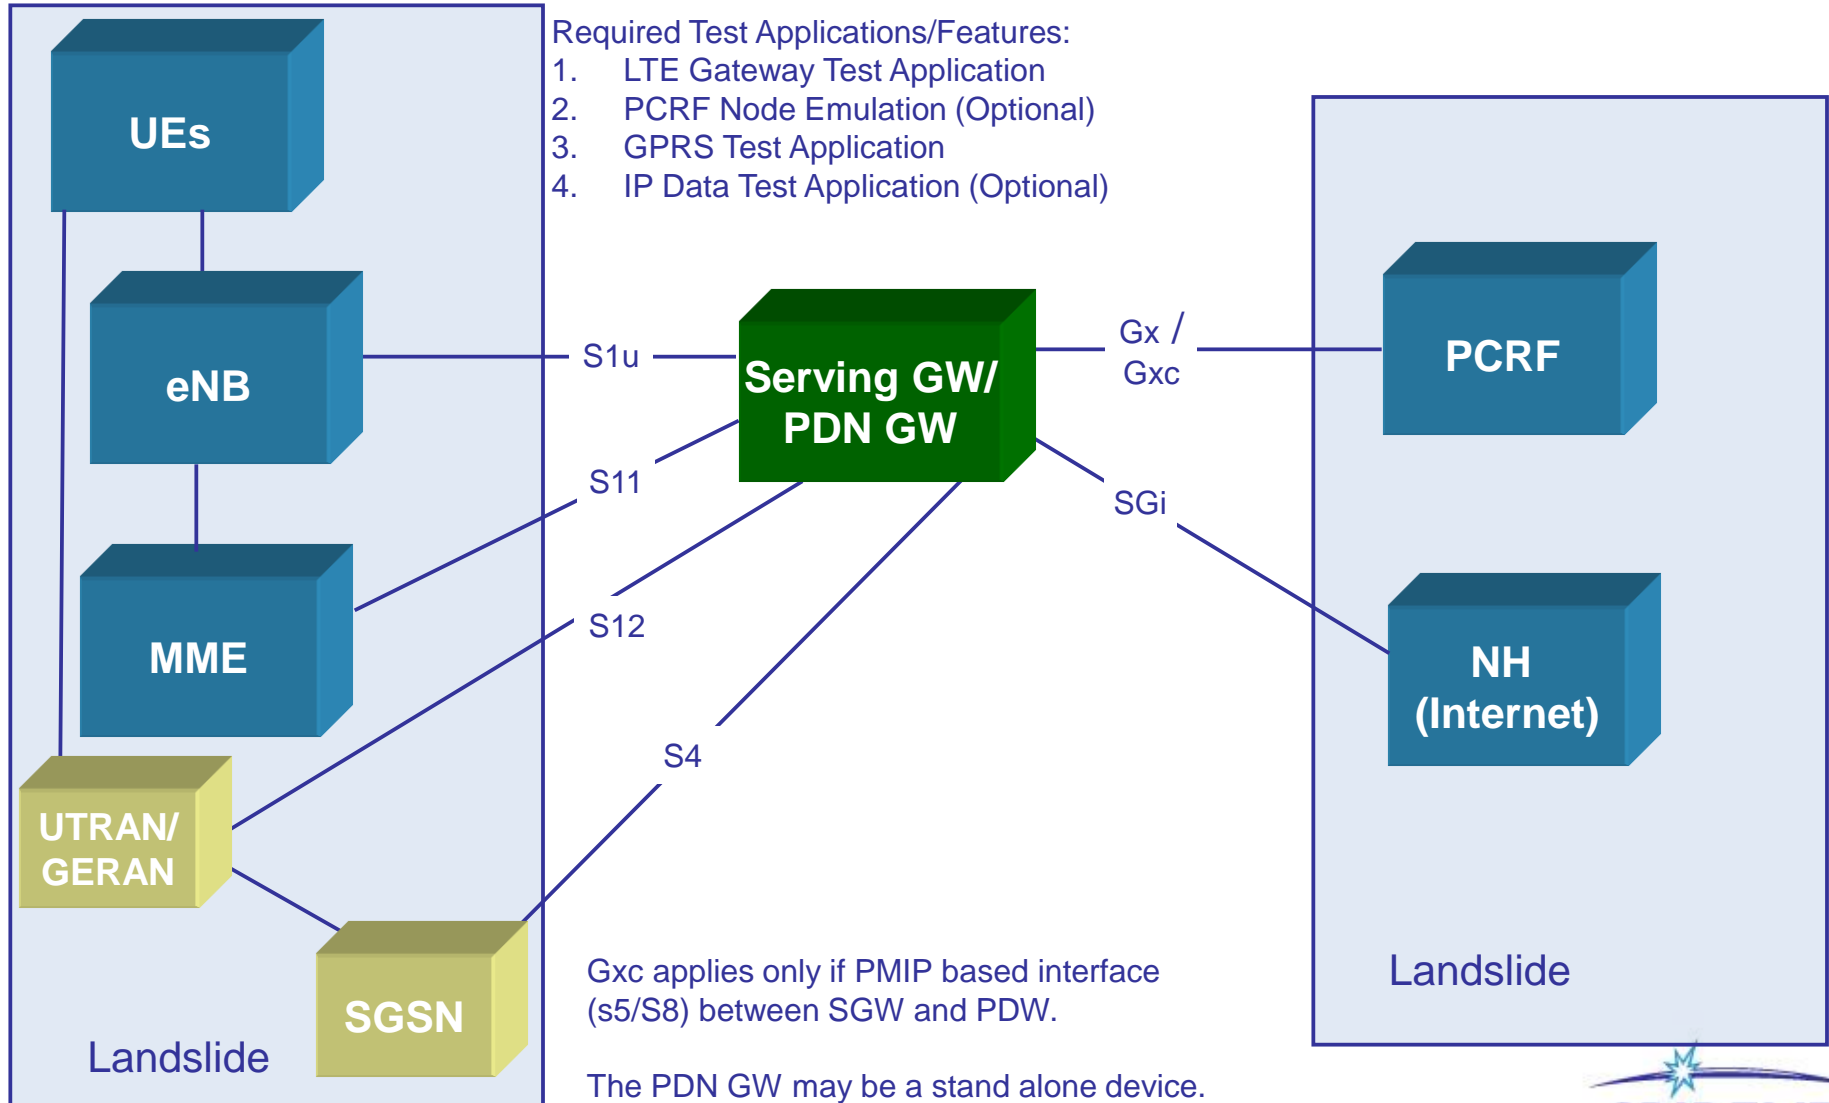 Required Test Applications/Features:
1. LTE Gateway Test Application
2. PCRF Node Emulation (Optional)
3. GPRS Test Application
4. IP Data Test Application (Optional)
UEs
eNB
MME
UTRAN/
GERAN
SGSN
Landslide
S1u
S11
S12
S4
Serving GW/
PDN GW
Gx /
Gxc
SGi
PCRF
NH
(Internet)
Landslide
Gxc applies only if PMIP based interface
(s5/S8) between SGW and PDW.
The PDN GW may be a stand alone device.